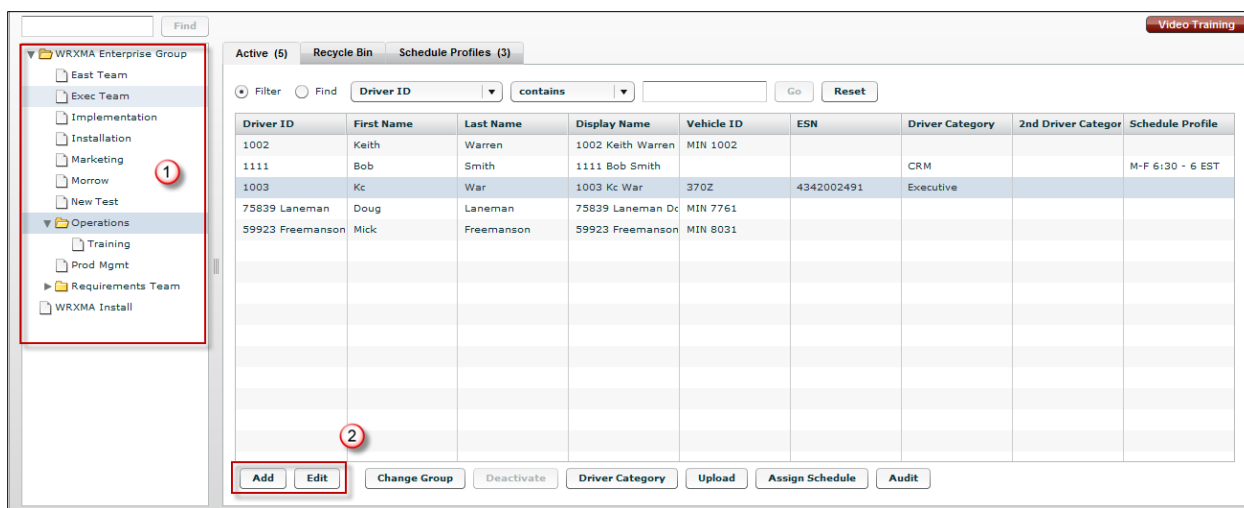 Find
Video Training
WRXMA Enterprise Group
East Team
Exec Team
Implementation
Installation
Marketing
Morrow
New Test
Operations
Training
Prod Mgmt
Requirements Team
WRXMA Install
1
Active (5) Recycle Bin Schedule Profiles (3)
Filter Find Driver ID contains Go Reset
Driver ID First Name Last Name Display Name Vehicle ID ESN Driver Category 2nd Driver Categor Schedule Profile
1002 Keith Warren 1002 Keith Warren MIN 1002
1111 Bob Smith 1111 Bob Smith CRM M-F 6:30 - 6 EST
1003 Kc War 1003 Kc War 370Z 4342002491 Executive
75839 Laneman Doug Laneman 75839 Laneman Do MIN 7761
59923 Freemanson Mick Freemanson 59923 Freemanson MIN 8031
2
Add Edit Change Group Deactivate Driver Category Upload Assign Schedule Audit